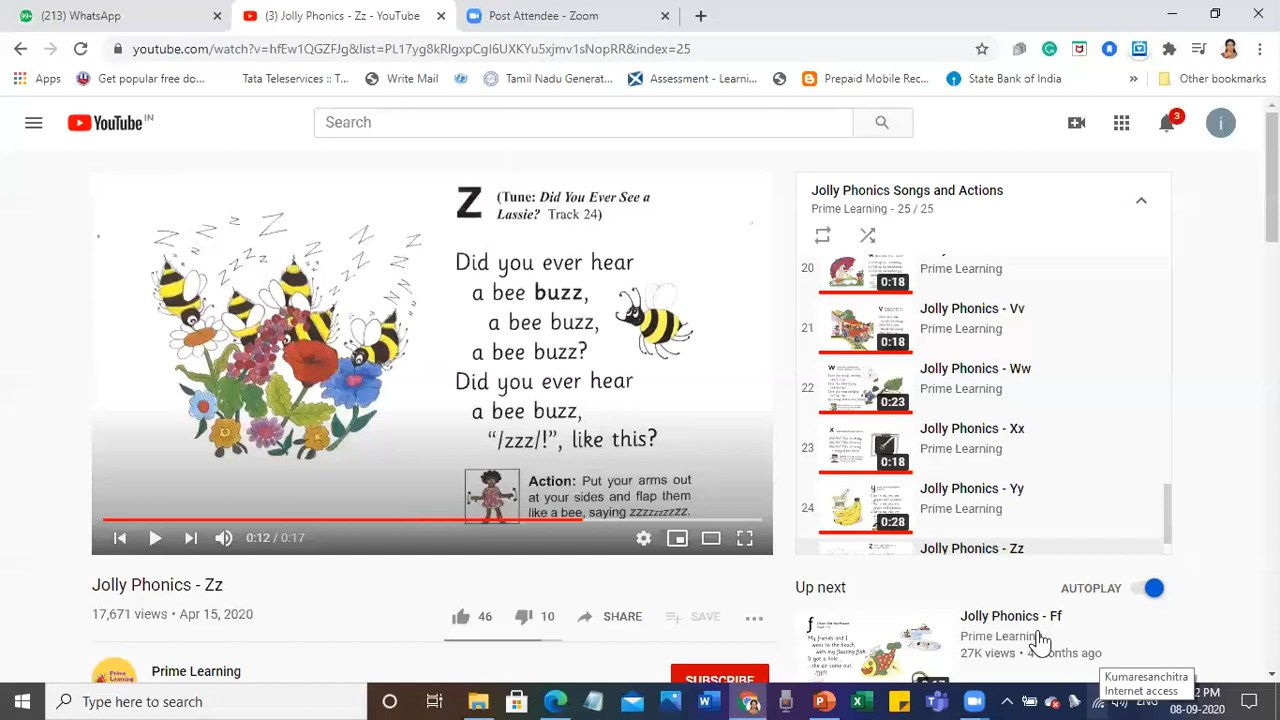 (213) WhatsApp
(3) Jolly Phonics - Zz - YouTube
Post Attendee - Zoom
youtube.com/watch?v=hfEw1QGZFJg&list=PL17yg8RNgxpCgI6UXKYu5xjmv1sNopRR&index=25
Apps
Get popular free do...
Tata Teleservices :: T...
Write Mail
Tamil Nadu Generat...
Assessment - Learni...
Prepaid Mobile Rec...
State Bank of India
»
Other bookmarks
YouTube IN
Search
3
i
Z (Tune: Did You Ever See a
Lassie? Track 24)
Did you ever hear
a bee buzz,
a bee buzz,
a bee buzz?
Did you ever hear
a bee buzz,
"/zzz/!", like this?
Action: Put your arms out
at your sides and flap them
like a bee, saying zzzzzzzzzz.
0:12 / 0:17
Jolly Phonics - Zz
17,671 views • Apr 15, 2020
46
10
SHARE
SAVE
Prime Learning
SUBSCRIBE
Jolly Phonics Songs and Actions
Prime Learning - 25 / 25
20
0:18
Prime Learning
21
0:18
Jolly Phonics - Vv
Prime Learning
22
0:23
Jolly Phonics - Ww
Prime Learning
23
0:18
Jolly Phonics - Xx
Prime Learning
24
0:28
Jolly Phonics - Yy
Prime Learning
Jolly Phonics - Zz
Up next
AUTOPLAY
Jolly Phonics - Ff
Prime Learning
27K views •
months ago
Kumaresanchitra
Internet access
Type here to search
ENG
2 PM
08-09-2020